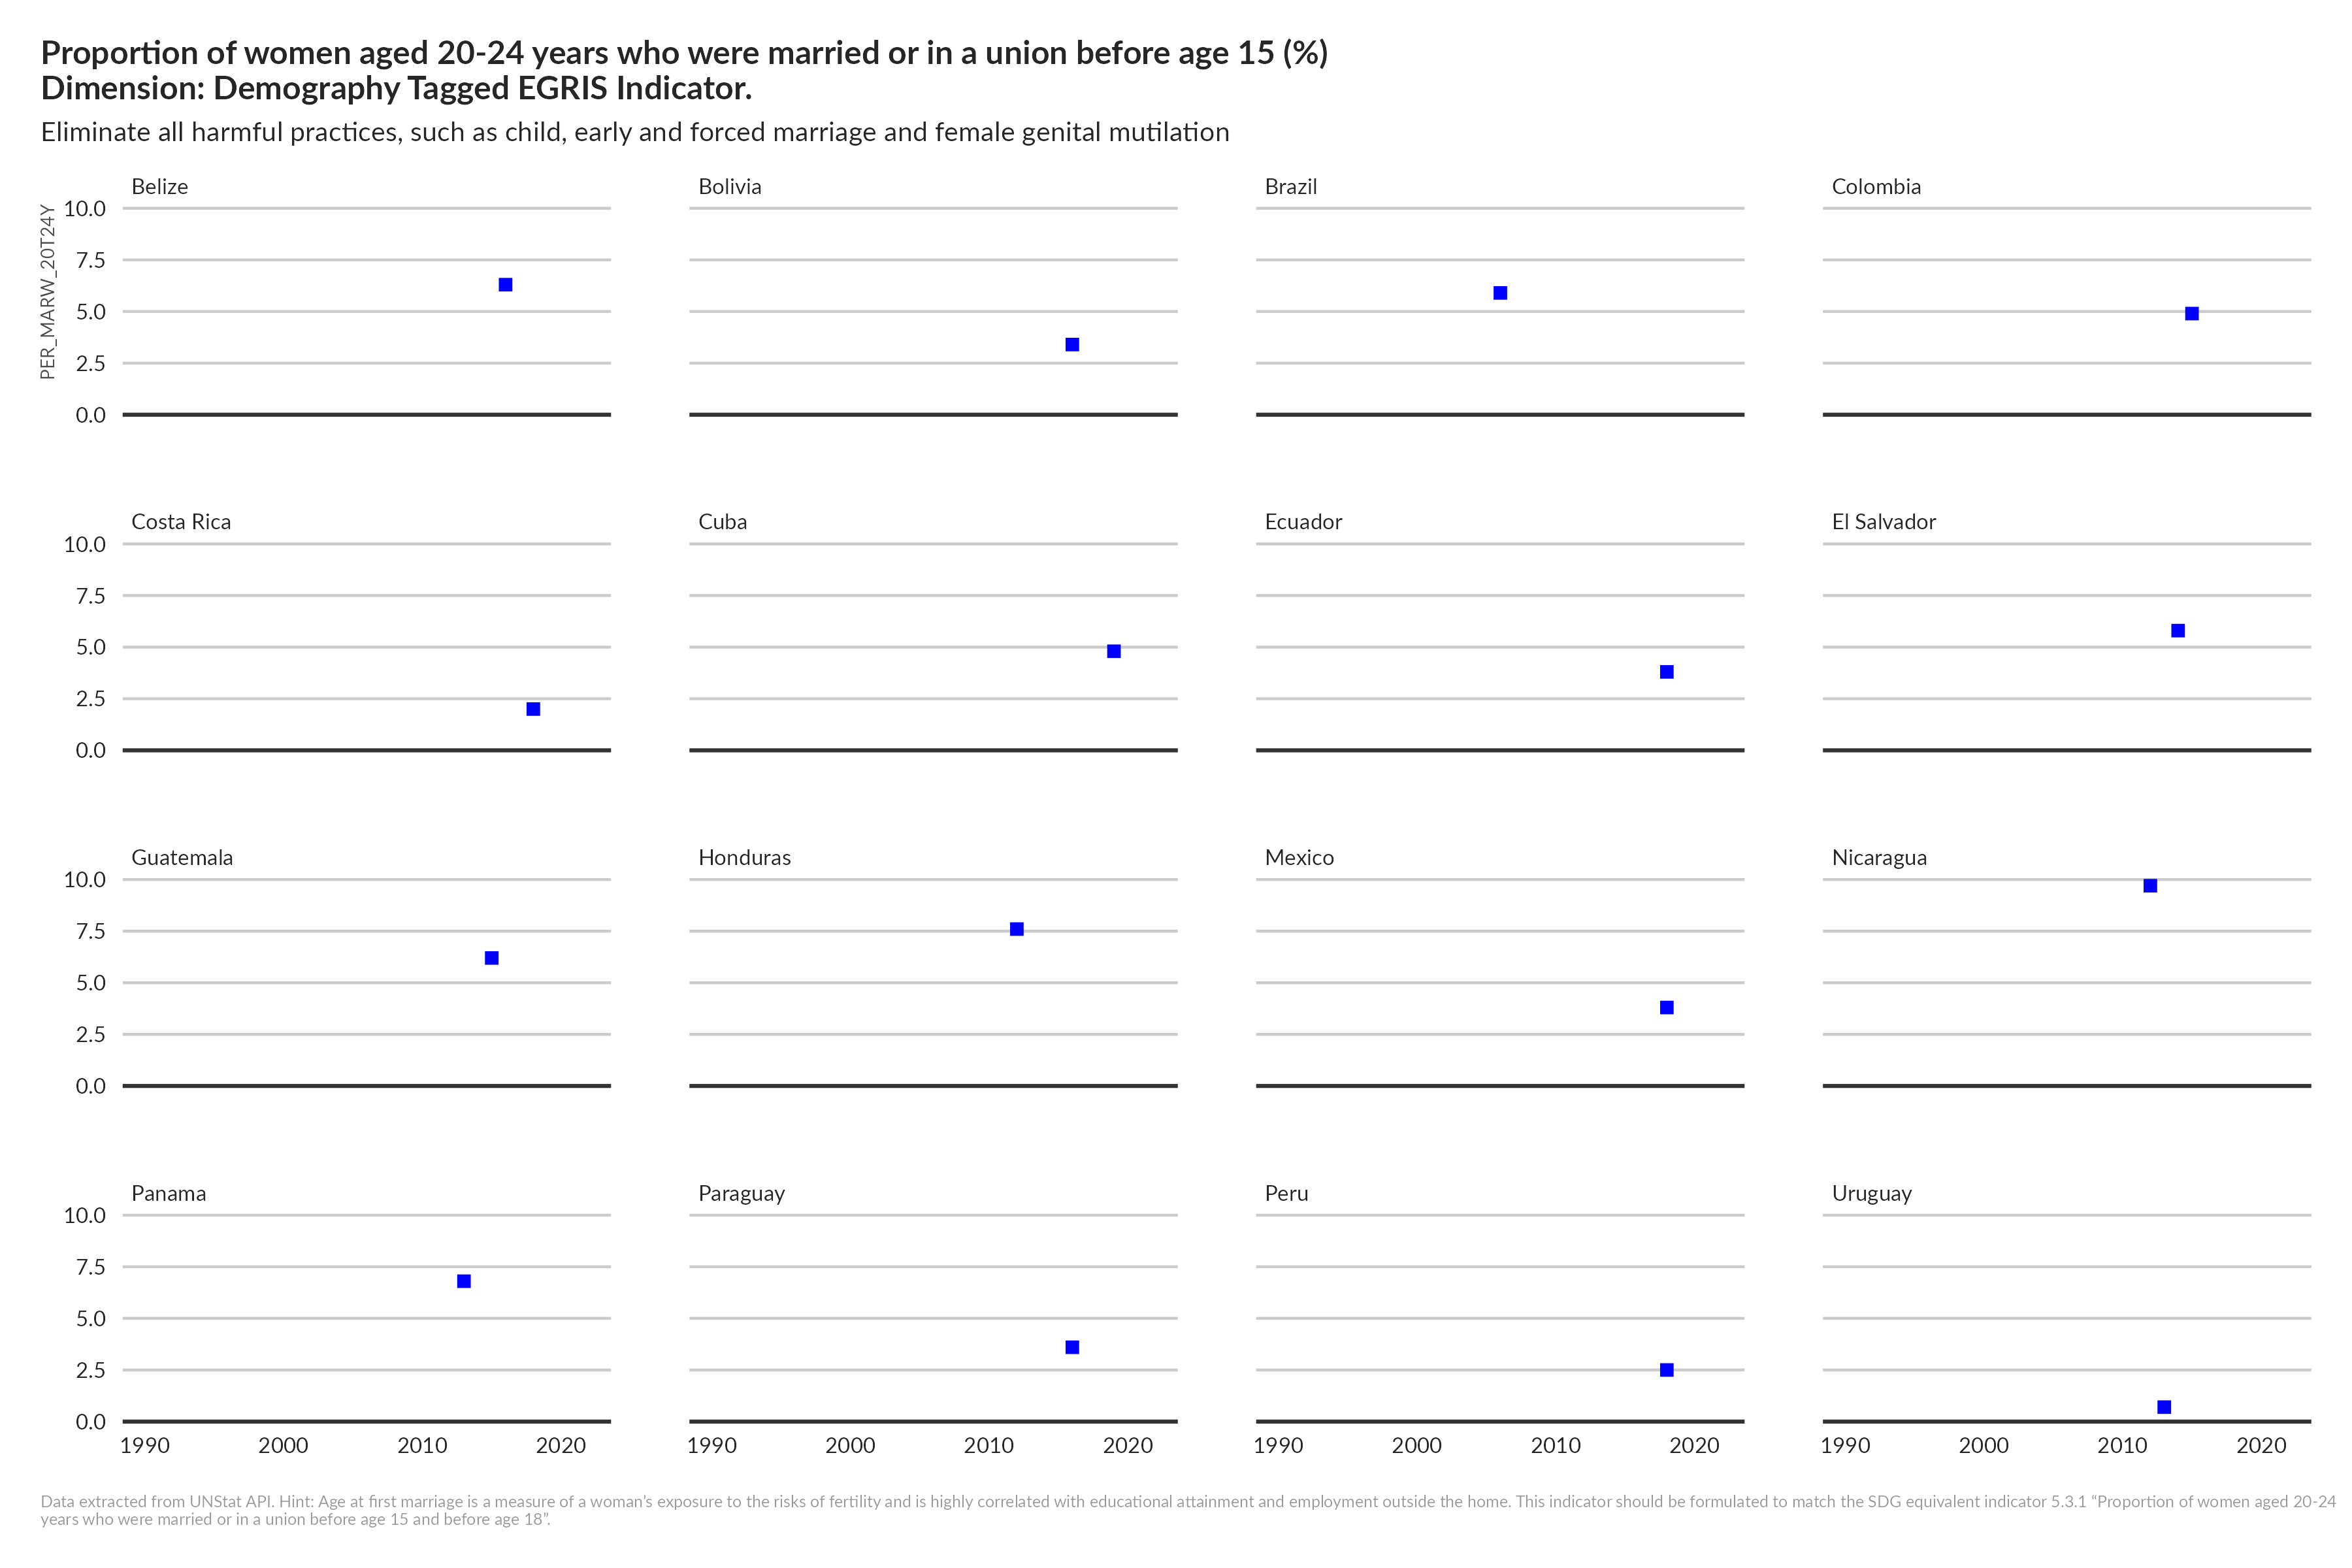 Proportion of women aged 20-24 years who were married or in a union before age 15 (%)
Dimension: Demography Tagged EGRIS Indicator.
Eliminate all harmful practices, such as child, early and forced marriage and female genital mutilation
PER_MARW_20T24Y
Belize
Bolivia
Brazil
Colombia
10.0
7.5
5.0
2.5
0.0
Costa Rica
Cuba
Ecuador
El Salvador
10.0
7.5
5.0
2.5
0.0
Guatemala
Honduras
Mexico
Nicaragua
10.0
7.5
5.0
2.5
0.0
Panama
Paraguay
Peru
Uruguay
10.0
7.5
5.0
2.5
0.0
1990 2000 2010 2020
1990 2000 2010 2020
1990 2000 2010 2020
1990 2000 2010 2020
Data extracted from UNStat API. Hint: Age at first marriage is a measure of a woman's exposure to the risks of fertility and is highly correlated with educational attainment and employment outside the home. This indicator should be formulated to match the SDG equivalent indicator 5.3.1 “Proportion of women aged 20-24
years who were married or in a union before age 15 and before age 18”.